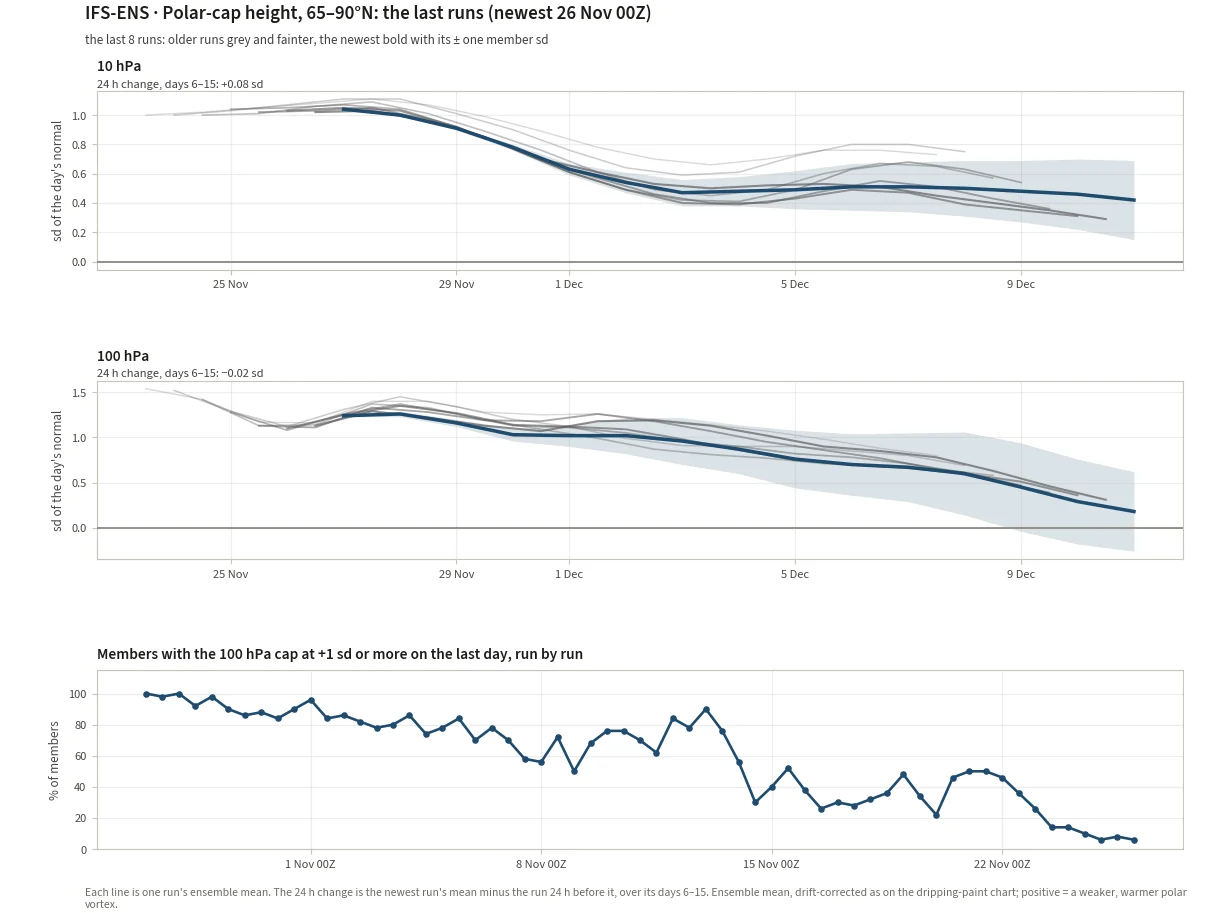 IFS-ENS · Polar-cap height, 65–90°N: the last runs (newest 26 Nov 00Z)
the last 8 runs: older runs grey and fainter, the newest bold with its ± one member sd
10 hPa
24 h change, days 6–15: +0.08 sd
sd of the day's normal
1.0
0.8
0.6
0.4
0.2
0.0
25 Nov
29 Nov
1 Dec
5 Dec
9 Dec
100 hPa
24 h change, days 6–15: −0.02 sd
sd of the day's normal
1.5
1.0
0.5
0.0
25 Nov
29 Nov
1 Dec
5 Dec
9 Dec
Members with the 100 hPa cap at +1 sd or more on the last day, run by run
% of members
100
80
60
40
20
0
1 Nov 00Z
8 Nov 00Z
15 Nov 00Z
22 Nov 00Z
Each line is one run's ensemble mean. The 24 h change is the newest run's mean minus the run 24 h before it, over its days 6–15. Ensemble mean, drift-corrected as on the dripping-paint chart; positive = a weaker, warmer polar
vortex.